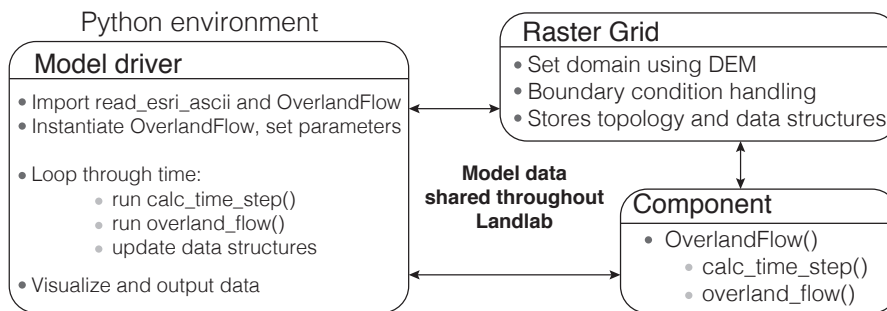 Python environment
Model driver
• Import read_esri_ascii and OverlandFlow
• Instantiate OverlandFlow, set parameters
• Loop through time:
• run calc_time_step()
• run overland_flow()
• update data structures
• Visualize and output data
Raster Grid
• Set domain using DEM
• Boundary condition handling
• Stores topology and data structures
Model data
shared throughout
Landlab
Component
• OverlandFlow()
• calc_time_step()
• overland_flow()